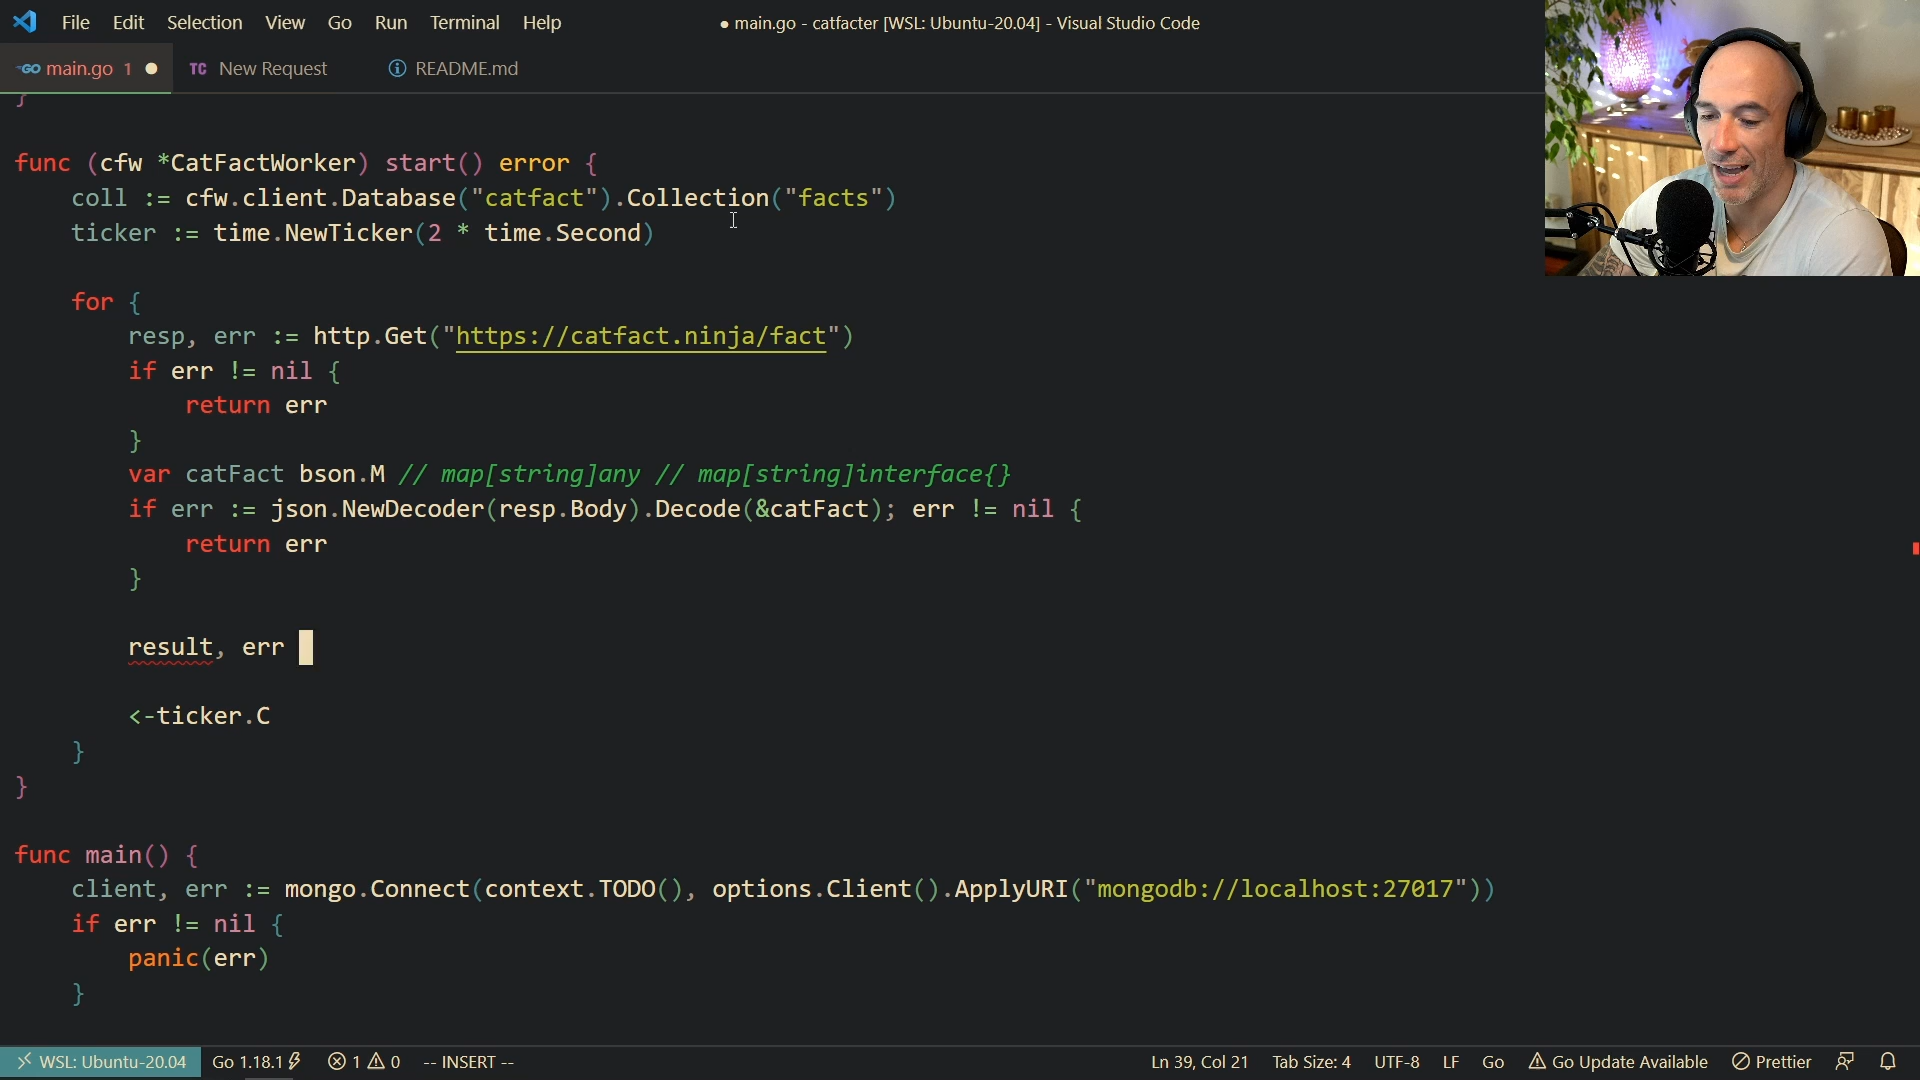 File Edit Selection View Go Run Terminal Help ● main.go - catfacter [WSL: Ubuntu-20.04] - Visual Studio Code
GO main.go 1 ● TC New Request README.md
}
func (cfw *CatFactWorker) start() error {
coll := cfw.client.Database("catfact").Collection("facts")
ticker := time.NewTicker(2 * time.Second)
for {
resp, err := http.Get("https://catfact.ninja/fact")
if err != nil {
return err
}
var catFact bson.M // map[string]any // map[string]interface{}
if err := json.NewDecoder(resp.Body).Decode(&catFact); err != nil {
return err
}
result, err
<-ticker.C
}
}
func main() {
client, err := mongo.Connect(context.TODO(), options.Client().ApplyURI("mongodb://localhost:27017"))
if err != nil {
panic(err)
}
WSL: Ubuntu-20.04 Go 1.18.1 1 0 -- INSERT -- Ln 39, Col 21 Tab Size: 4 UTF-8 LF Go Go Update Available Prettier